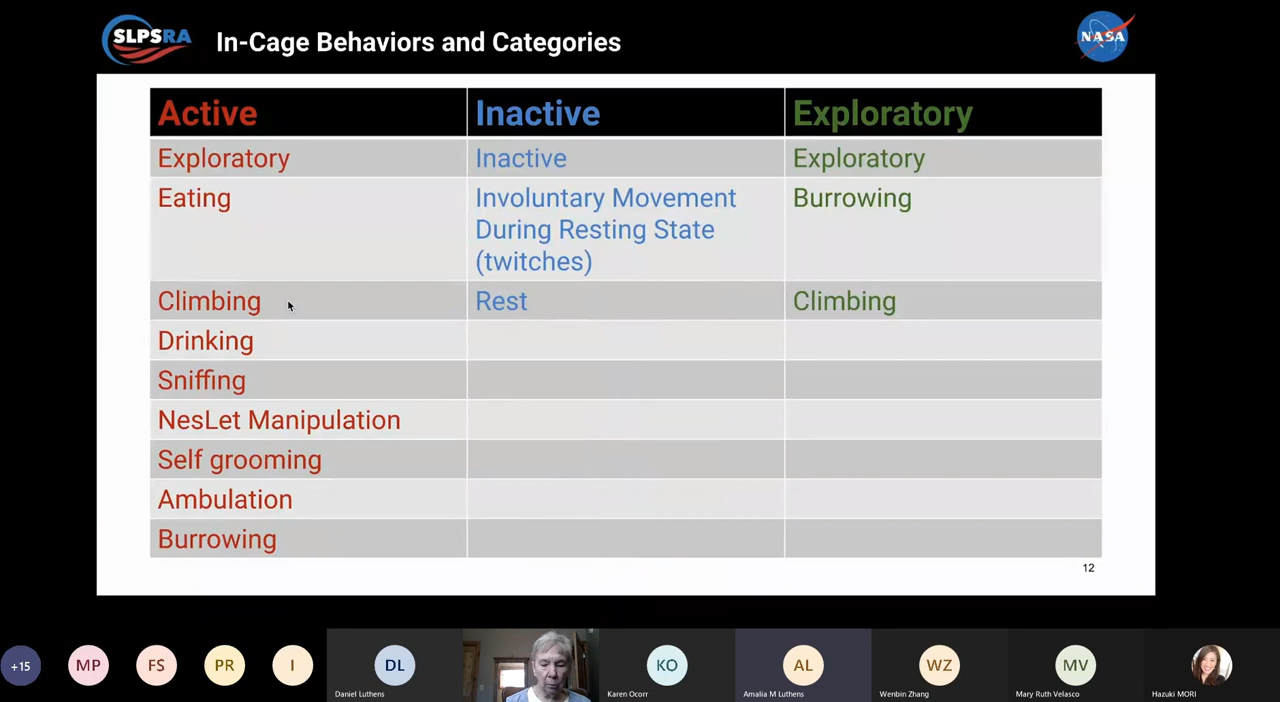 SLPSRA
In-Cage Behaviors and Categories
NASA
Active
Inactive
Exploratory
Exploratory
Inactive
Exploratory
Eating
Involuntary Movement
During Resting State
(twitches)
Burrowing
Climbing
Rest
Climbing
Drinking
Sniffing
NesLet Manipulation
Self grooming
Ambulation
Burrowing
12
+15
MP
FS
PR
I
DL
Daniel Luthens
KO
Karen Ocorr
AL
Amalia M Luthens
WZ
Wenbin Zhang
MV
Mary Ruth Velasco
Hazuki MORI